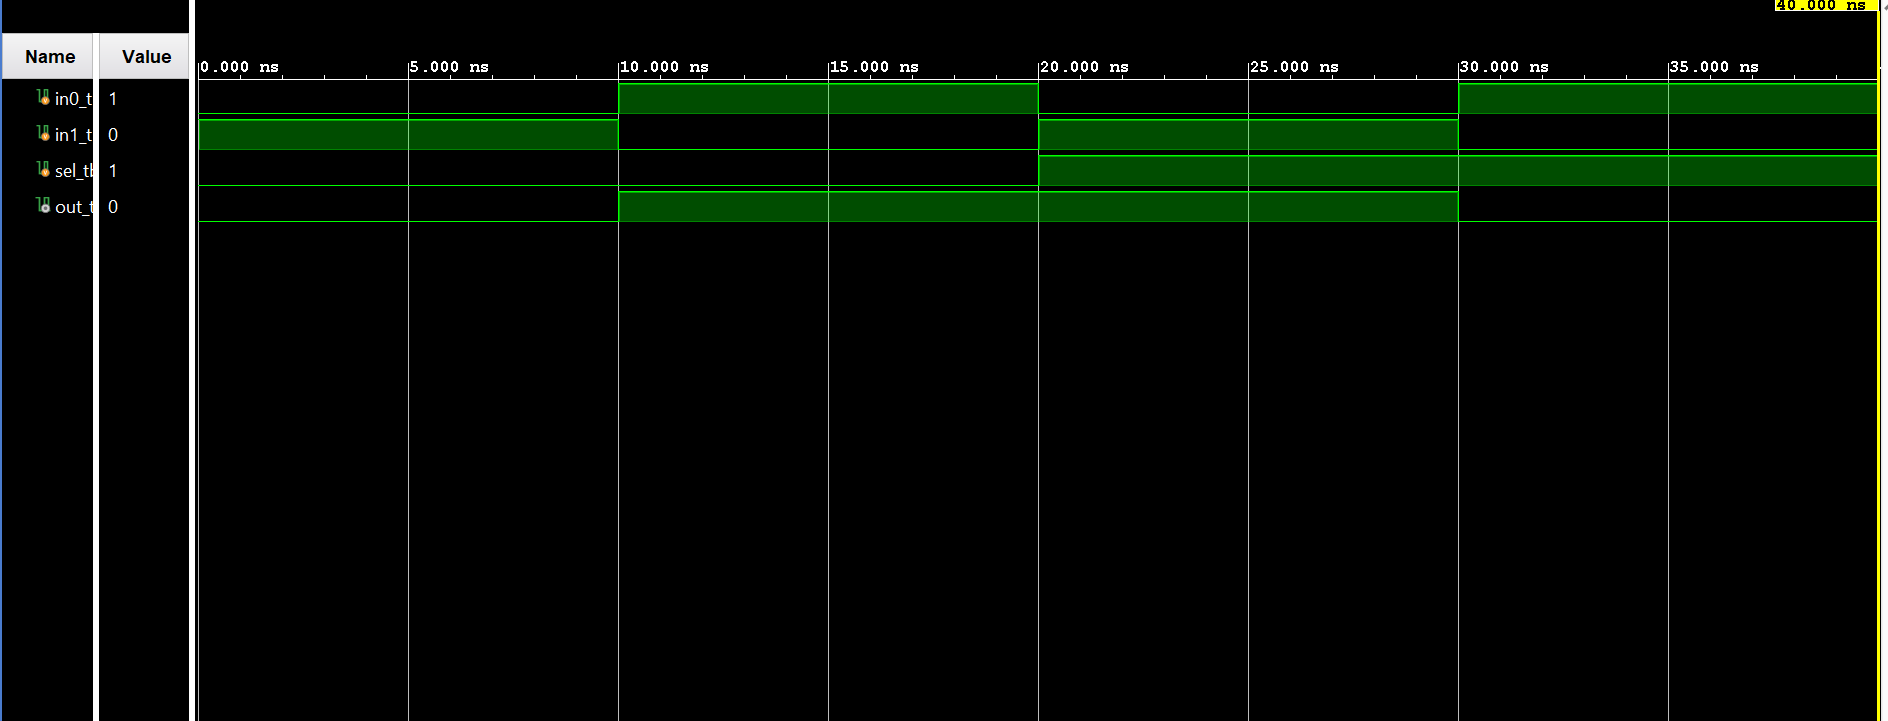 40.000 ns
Name Value
0.000 ns 5.000 ns 10.000 ns 15.000 ns 20.000 ns 25.000 ns 30.000 ns 35.000 ns
in0_t 1
in1_t 0
sel_tb 1
out_t 0